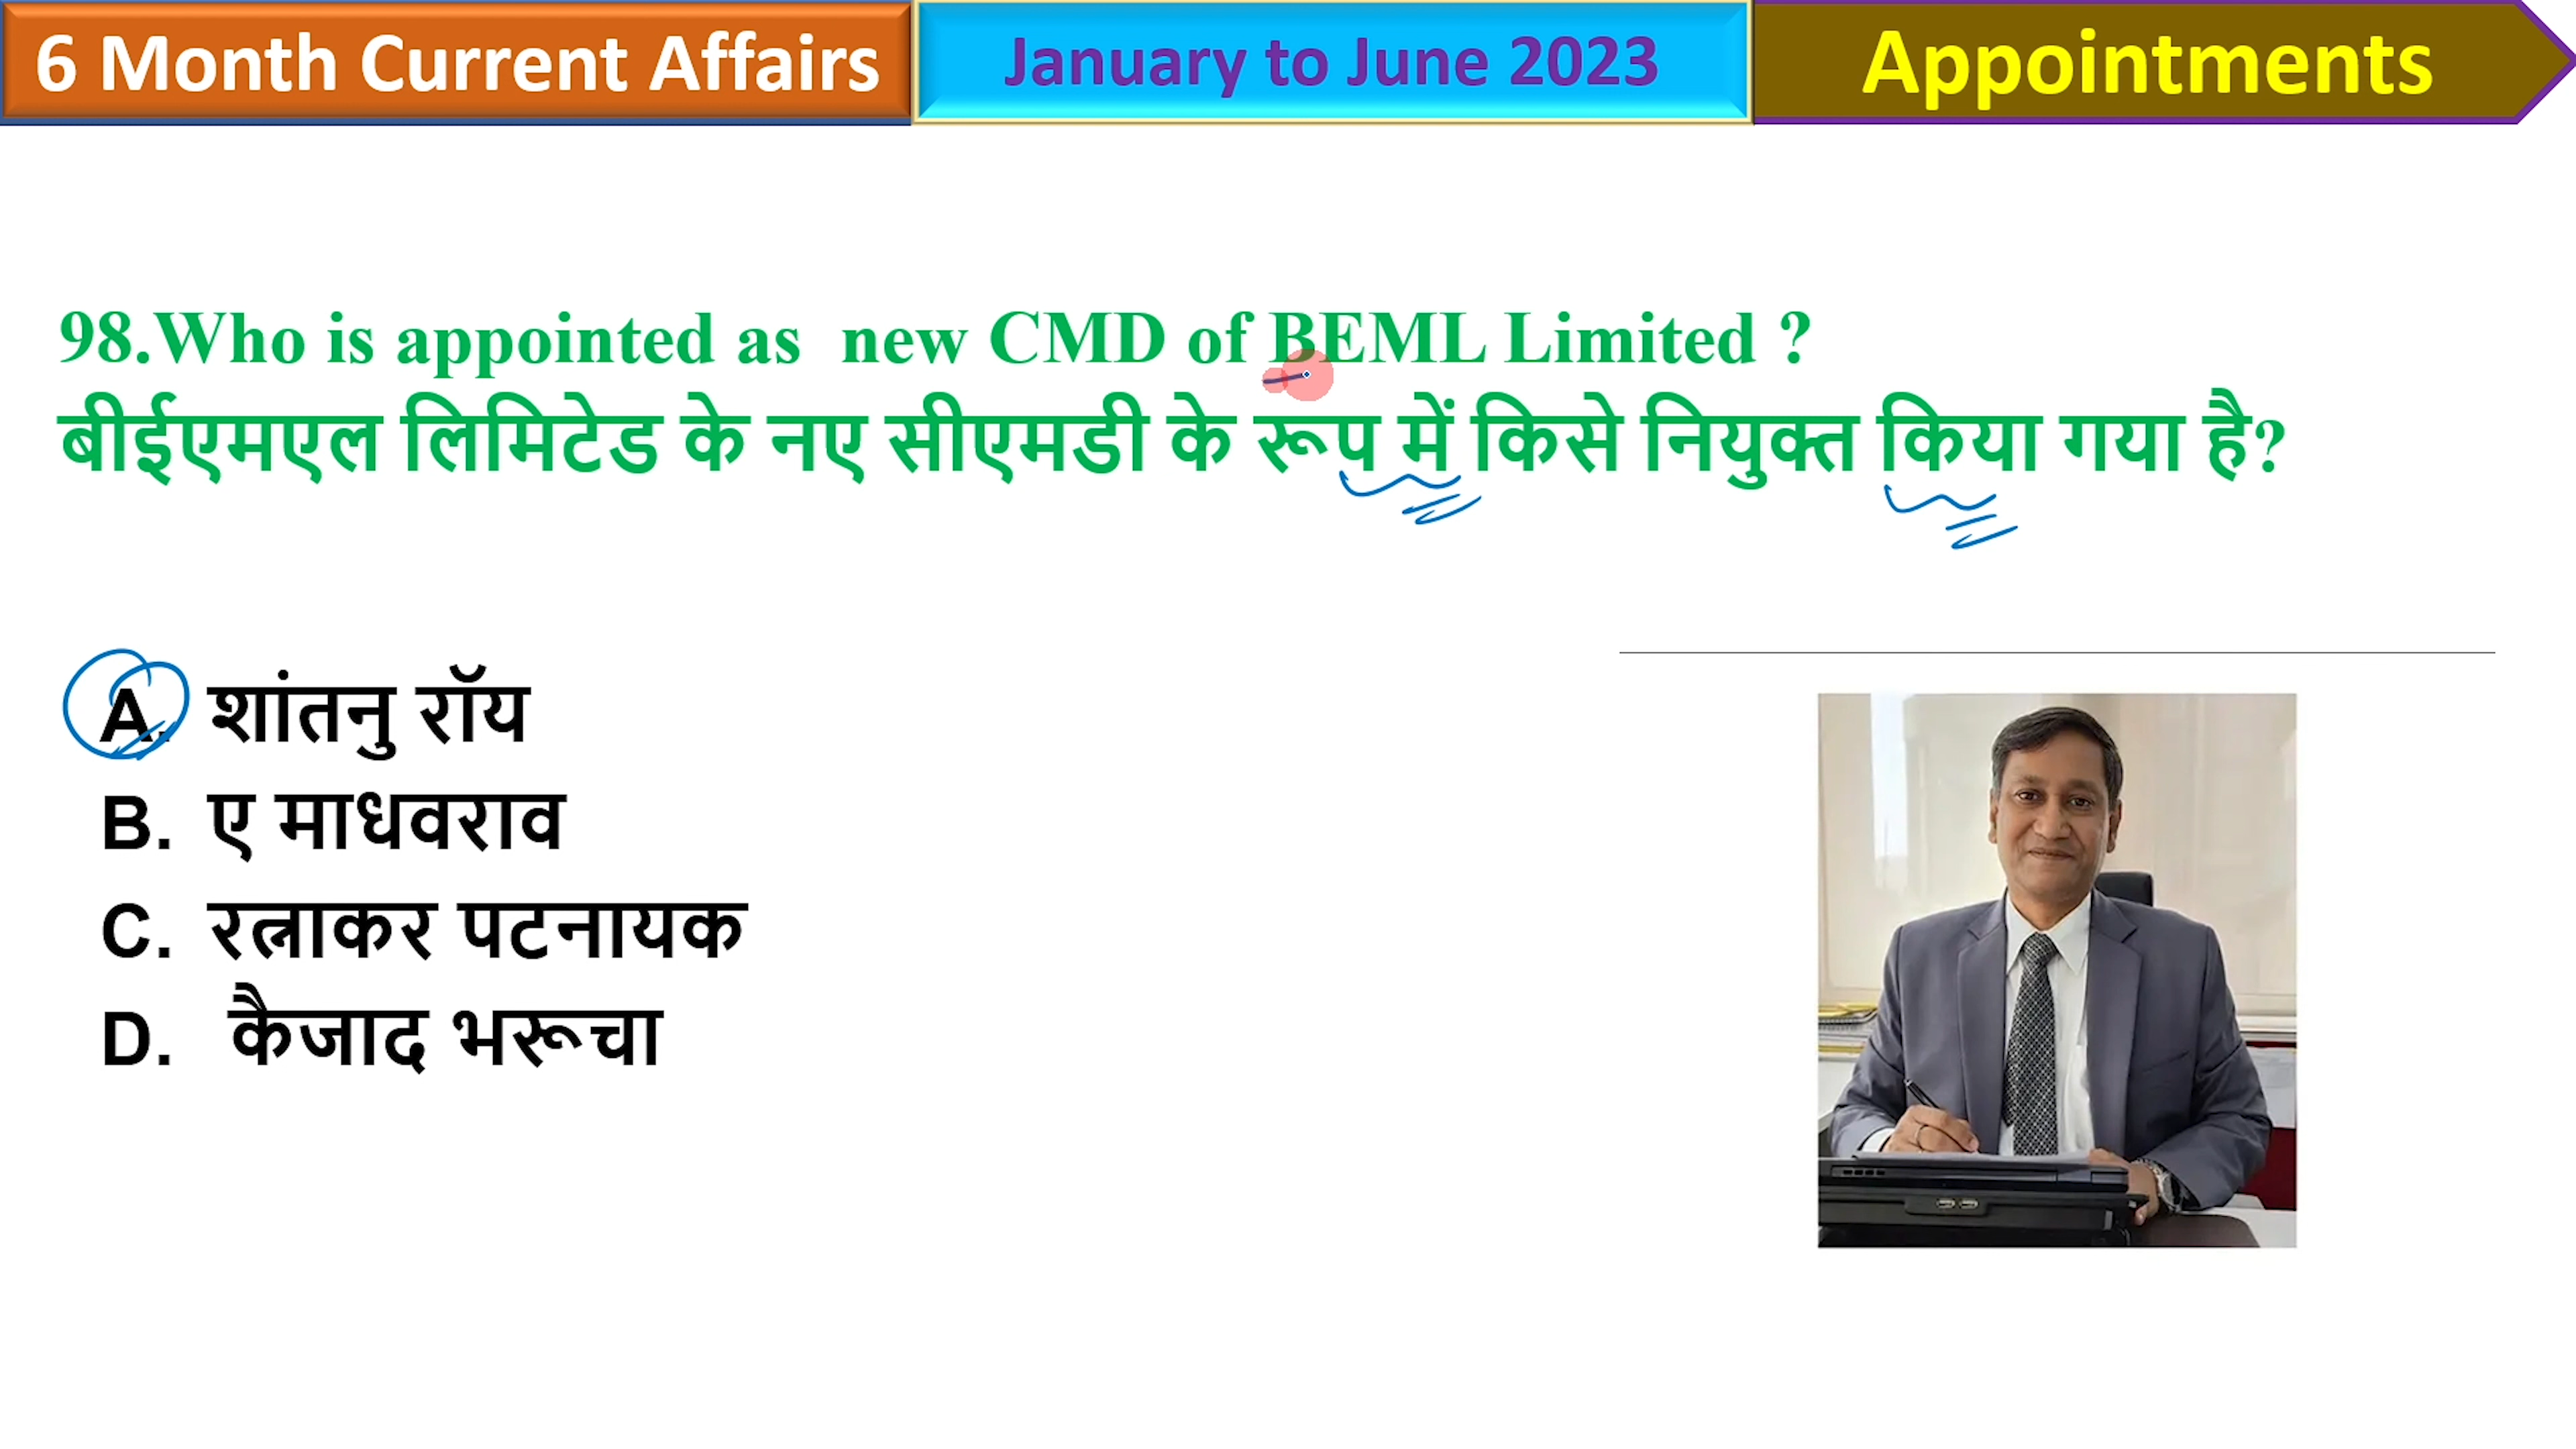 6 Month Current Affairs
January to June 2023
Appointments
98.Who is appointed as new CMD of BEML Limited ?
बीईएमएल लिमिटेड के नए सीएमडी के रूप में किसे नियुक्त किया गया है?
A. शांतनु रॉय
B. ए माधवराव
C. रत्नाकर पटनायक
D. कैजाद भरूचा